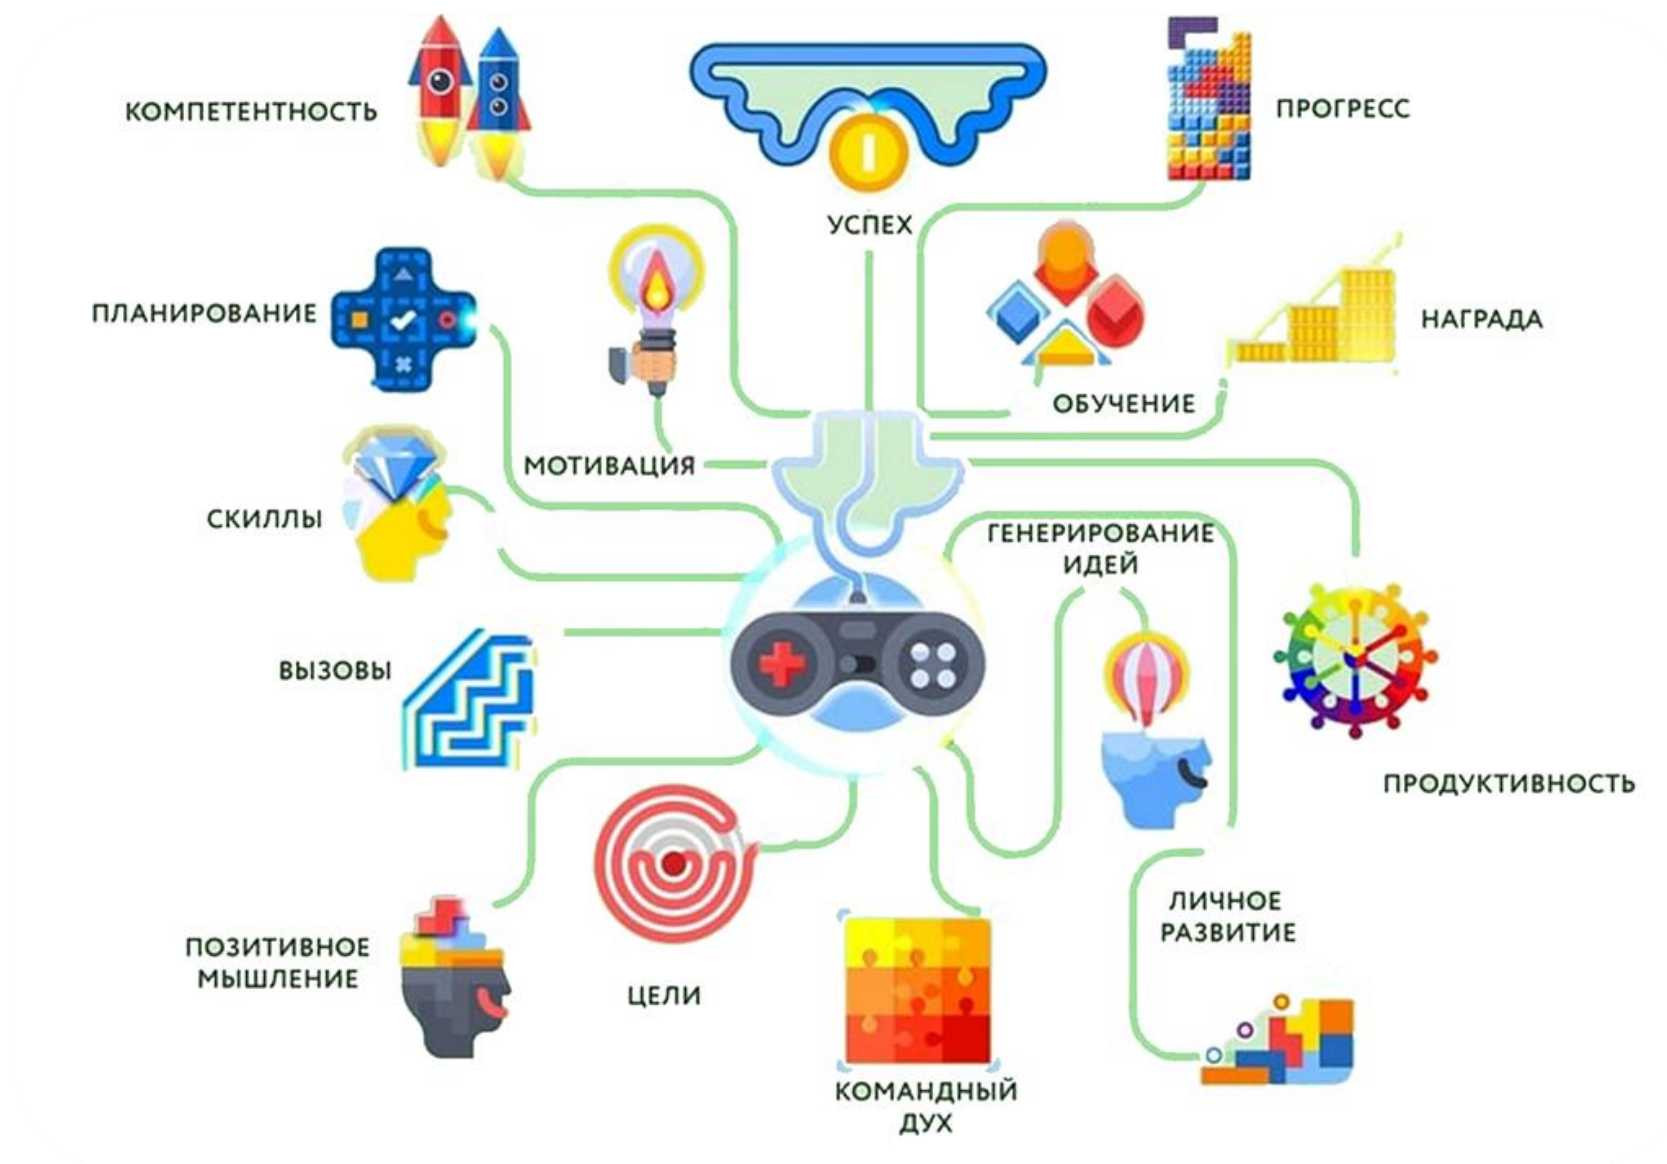 КОМПЕТЕНТНОСТЬ
ПРОГРЕСС
УСПЕХ
ПЛАНИРОВАНИЕ
НАГРАДА
ОБУЧЕНИЕ
МОТИВАЦИЯ
СКИЛЛЫ
ГЕНЕРИРОВАНИЕ
ИДЕЙ
ВЫЗОВЫ
ПРОДУКТИВНОСТЬ
ЛИЧНОЕ
РАЗВИТИЕ
ПОЗИТИВНОЕ
МЫШЛЕНИЕ
ЦЕЛИ
КОМАНДНЫЙ
ДУХ